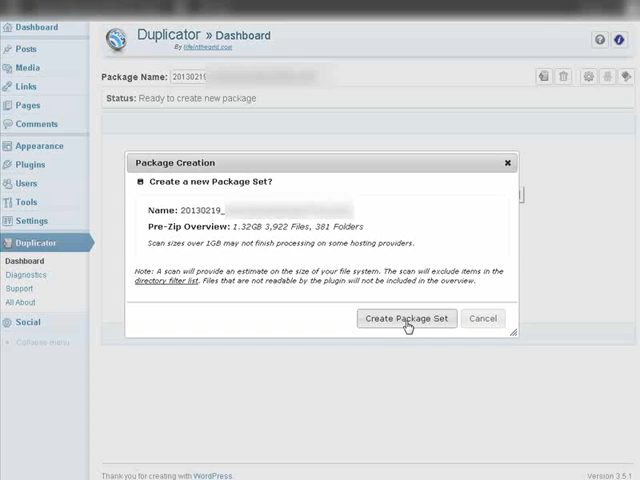 Dashboard
Posts
Media
Links
Pages
Comments
Appearance
Plugins
Users
Tools
Settings
Duplicator
Dashboard
Diagnostics
Support
All About
Social
Collapse menu
Duplicator » Dashboard
By lifeinthegrid.com
Package Name: 20130219
Status: Ready to create new package
Package Creation
Create a new Package Set?
Name: 20130219_
Pre-Zip Overview: 1.32GB 3,922 Files, 381 Folders
Scan sizes over 1GB may not finish processing on some hosting providers.
Note: A scan will provide an estimate on the size of your file system. The scan will exclude items in the
directory filter list. Files that are not readable by the plugin will not be included in the overview.
Create Package Set Cancel
Thank you for creating with WordPress. Version 3.5.1